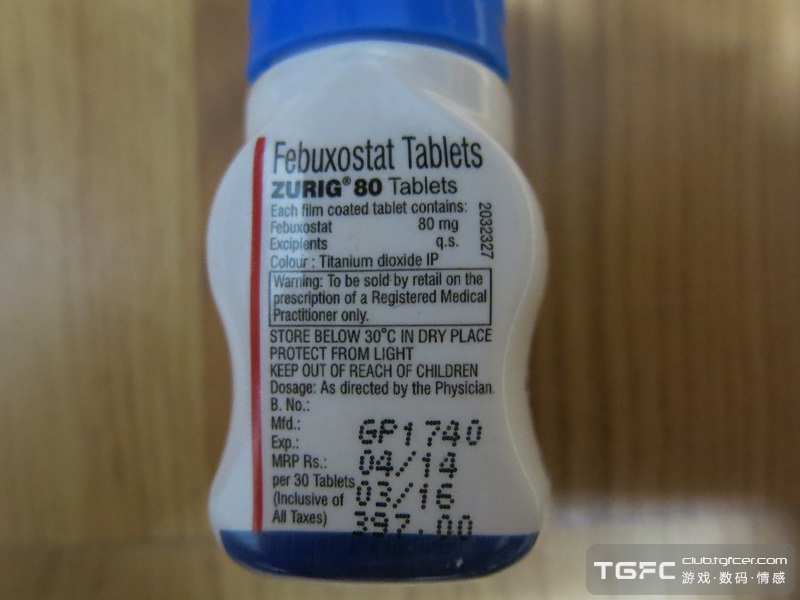 Febuxostat Tablets
ZURIG® 80 Tablets
Each film coated tablet contains:
Febuxostat 80 mg
Excipients q.s.
Colour : Titanium dioxide IP
2032327
Warning: To be sold by retail on the
prescription of a Registered Medical
Practitioner only.
STORE BELOW 30°C IN DRY PLACE
PROTECT FROM LIGHT
KEEP OUT OF REACH OF CHILDREN
Dosage: As directed by the Physician.
B. No.: GP1740
Mfd.: 04/14
Exp.: 03/16
MRP Rs.: 397.00
per 30 Tablets
(Inclusive of
All Taxes)
TGFC club.tgfcer.com
游戏·数码·情感